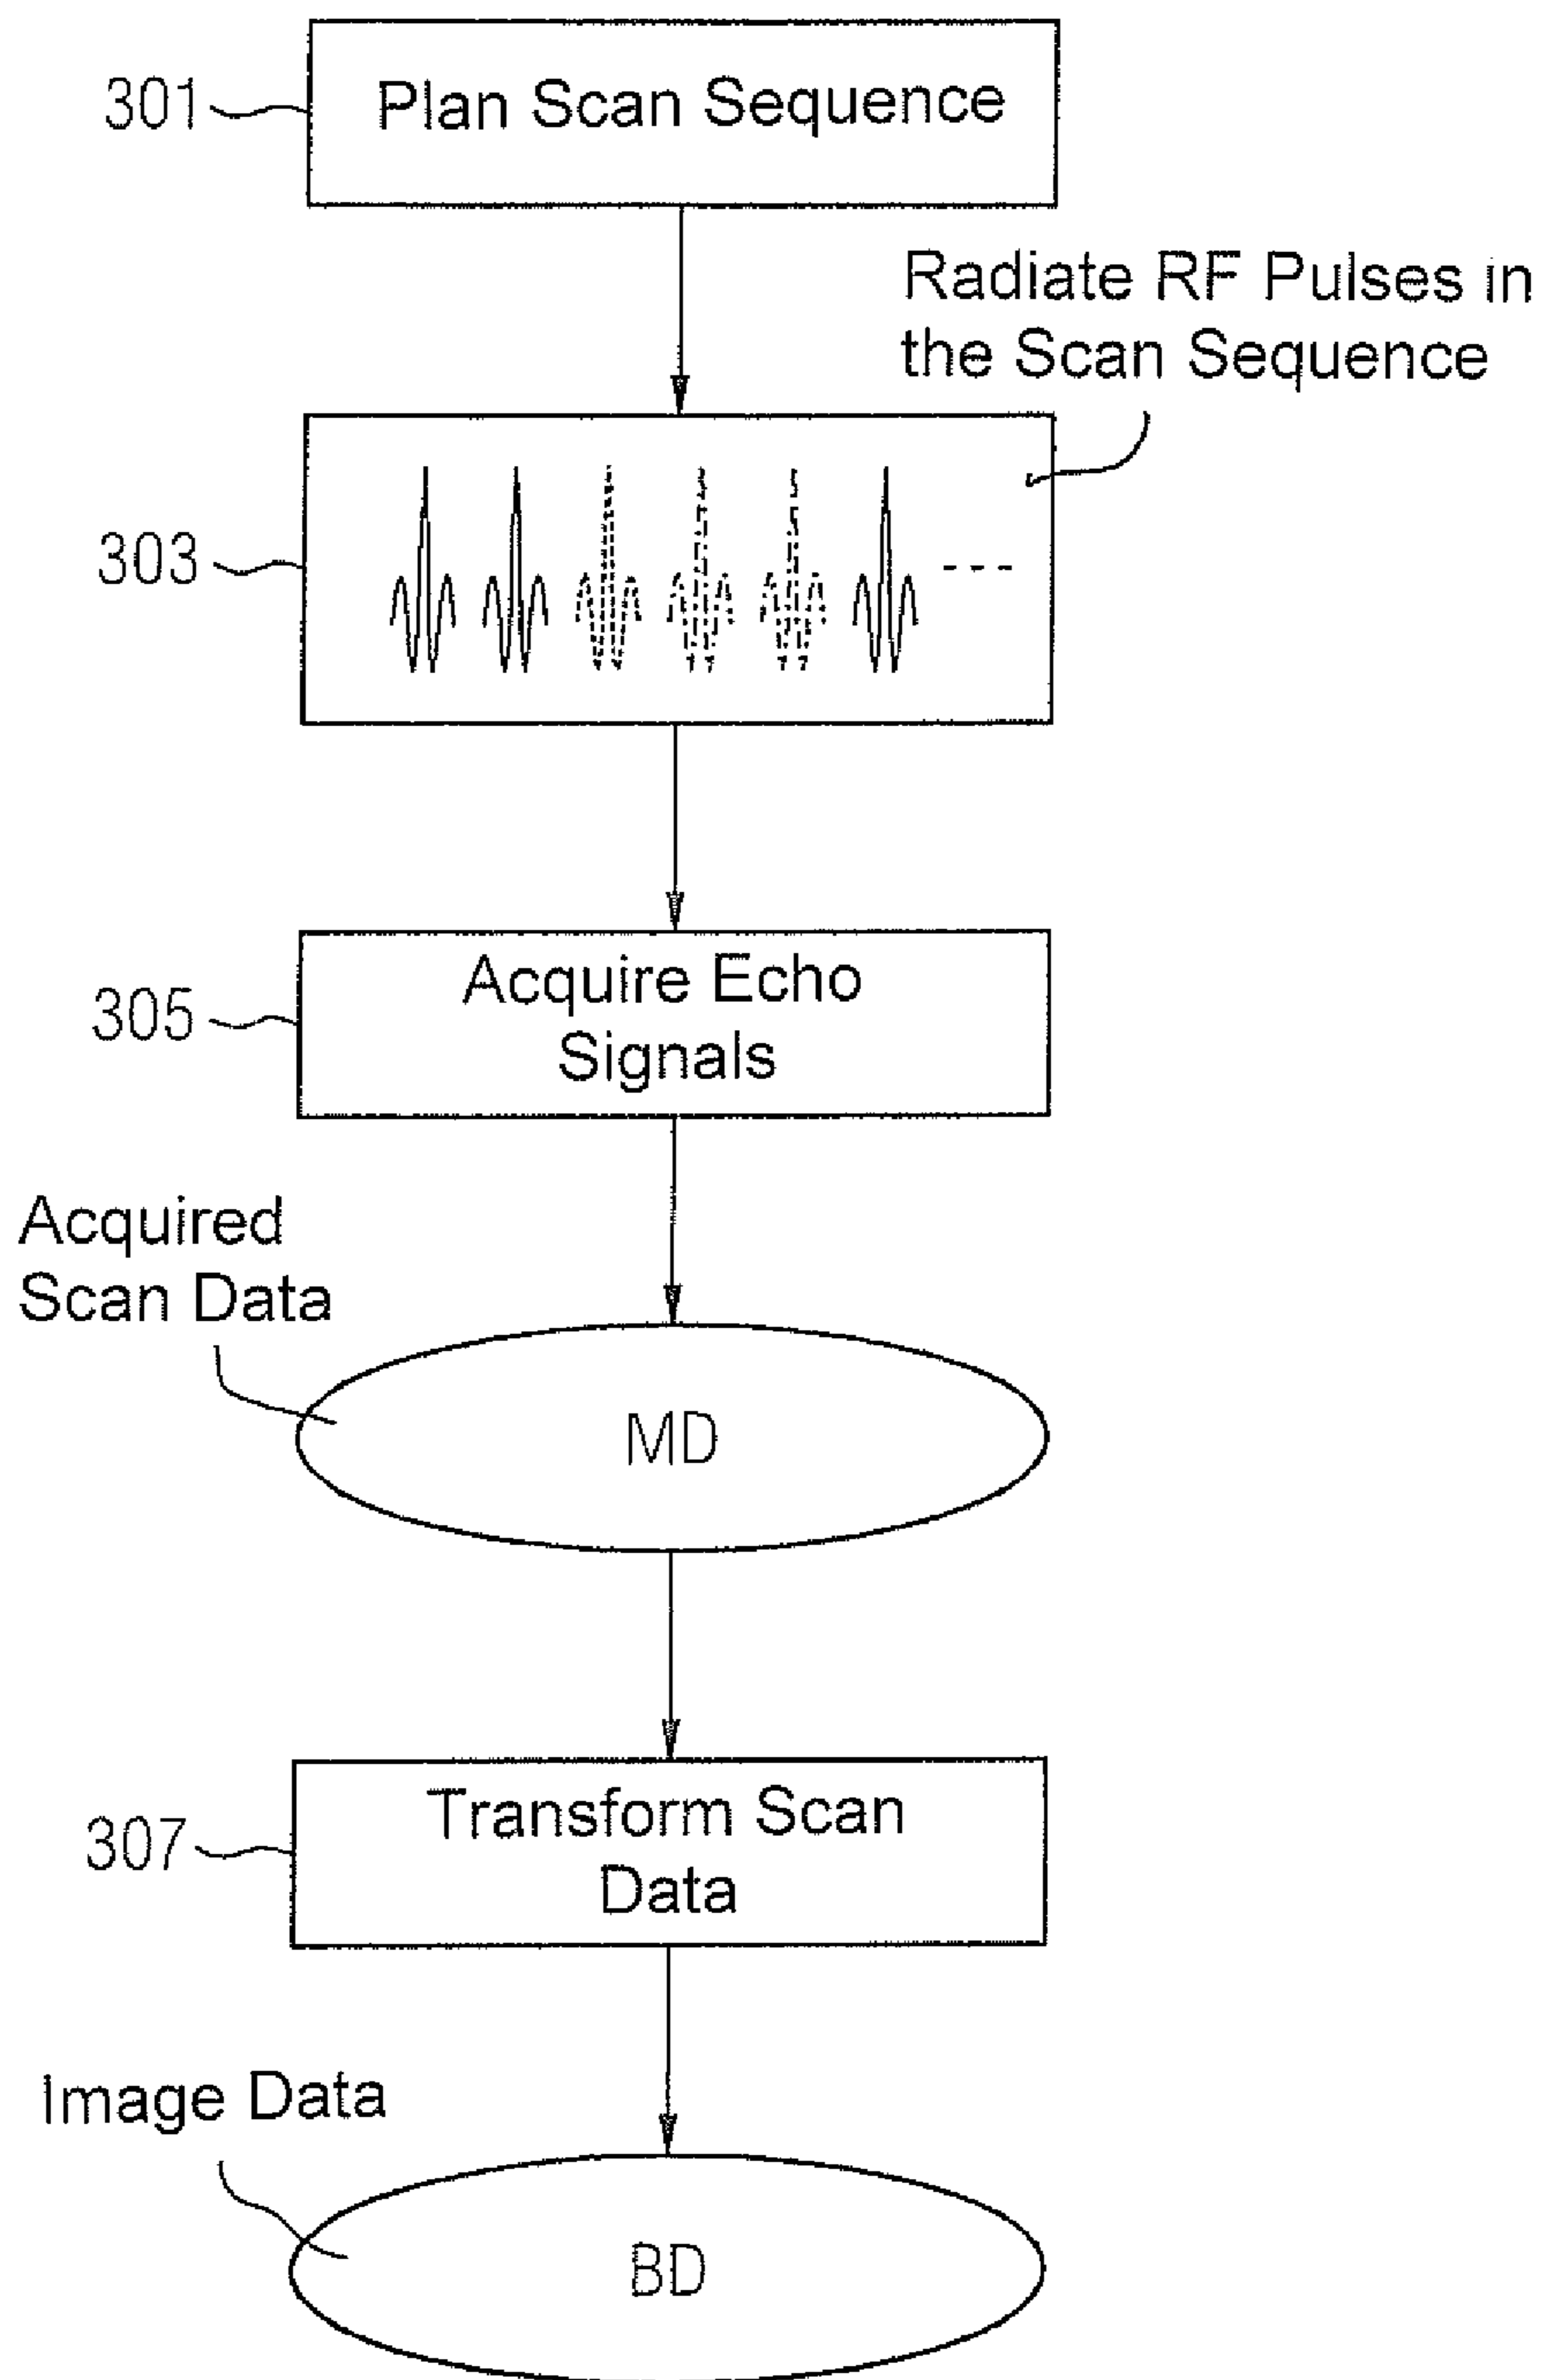 301
Plan Scan Sequence
Radiate RF Pulses in
the Scan Sequence
303
305
Acquire Echo
Signals
Acquired
Scan Data
MD
307
Transform Scan
Data
Image Data
BD